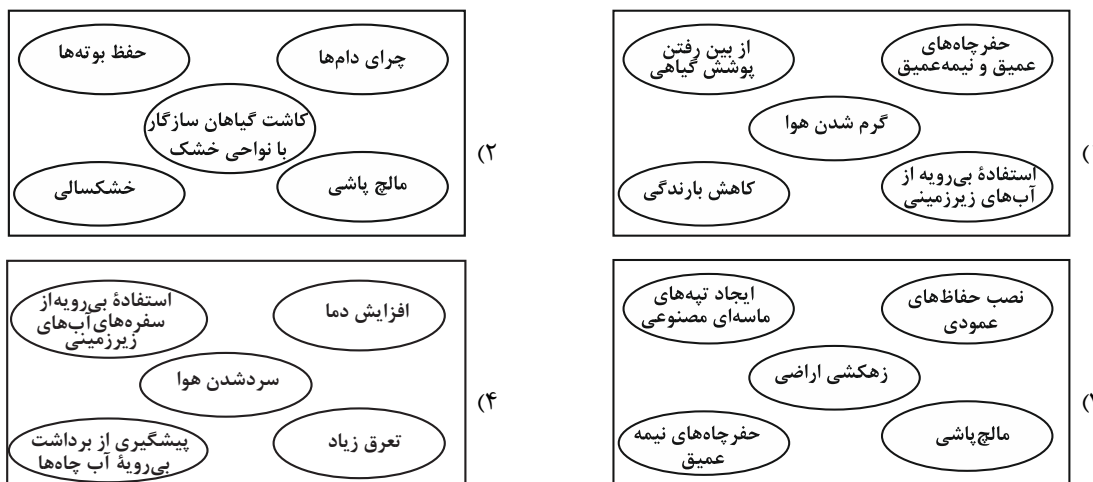 حفرچاه‌های
عمیق و نیمه‌عمیق
از بین رفتن
پوشش گیاهی
گرم شدن هوا
استفادهٔ بی‌رویه از
آب‌های زیرزمینی
کاهش بارندگی
۲)
چرای دام‌ها
حفظ بوته‌ها
کاشت گیاهان سازگار
با نواحی خشک
مالچ پاشی
خشکسالی
نصب حفاظ‌های
عمودی
ایجاد تپه‌های
ماسه‌ای مصنوعی
زهکشی اراضی
مالچ‌پاشی
حفرچاه‌های نیمه
عمیق
۴)
افزایش دما
استفادهٔ بی‌رویه‌از
سفره‌های‌آب‌های
زیرزمینی
سردشدن هوا
تعرق زیاد
پیشگیری از برداشت
بی‌رویهٔ آب چاه‌ها